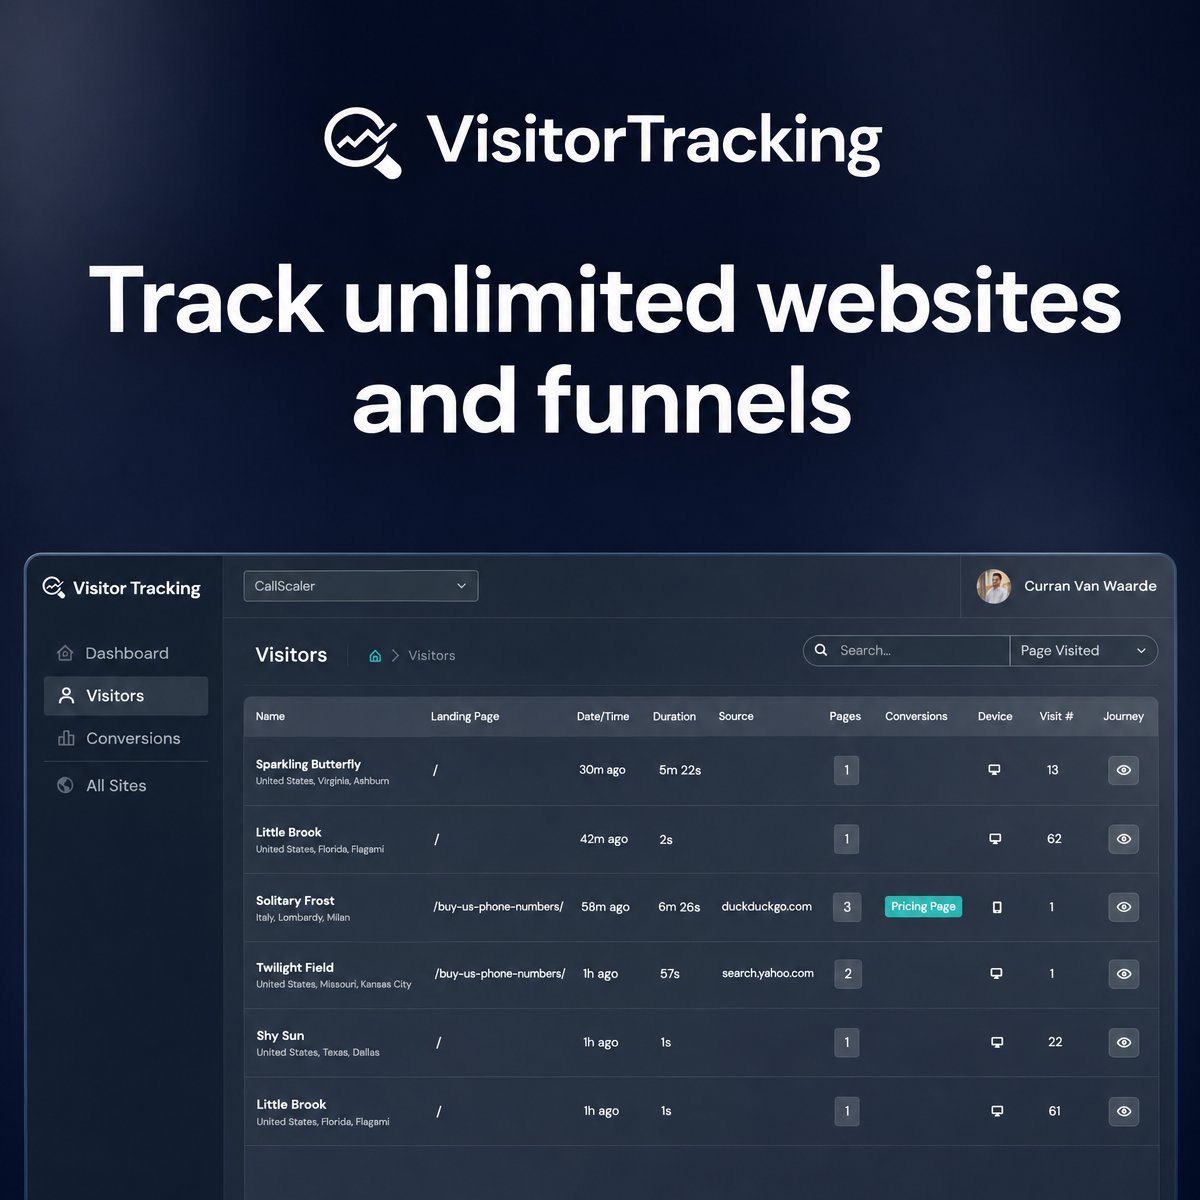 VisitorTracking
Track unlimited websites
and funnels
Visitor Tracking
CallScaler
Curran Van Waarde
Dashboard
Visitors
Conversions
All Sites
Visitors
Visitors
Search...
Page Visited
Name Landing Page Date/Time Duration Source Pages Conversions Device Visit # Journey
Sparkling Butterfly / 30m ago 5m 22s 1 13
United States, Virginia, Ashburn
Little Brook / 42m ago 2s 1 62
United States, Florida, Flagami
Solitary Frost /buy-us-phone-numbers/ 58m ago 6m 26s duckduckgo.com 3 Pricing Page 1
Italy, Lombardy, Milan
Twilight Field /buy-us-phone-numbers/ 1h ago 57s search.yahoo.com 2 1
United States, Missouri, Kansas City
Shy Sun / 1h ago 1s 1 22
United States, Texas, Dallas
Little Brook / 1h ago 1s 1 61
United States, Florida, Flagami